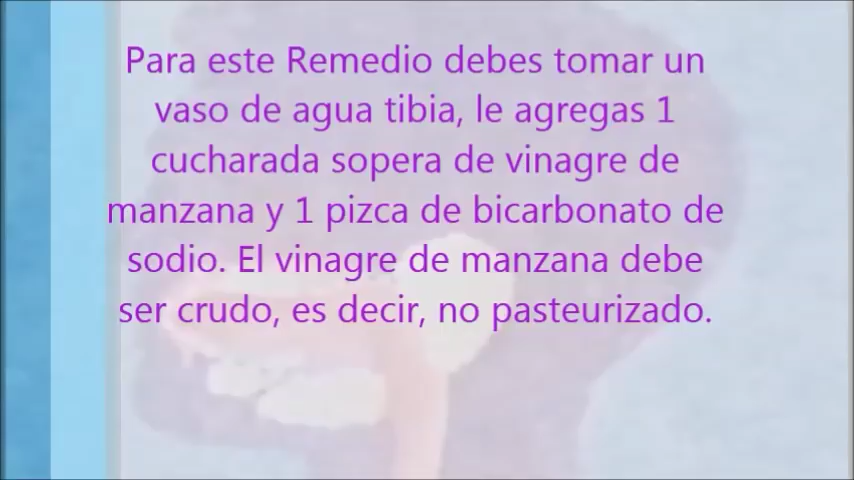 Para este Remedio debes tomar un
vaso de agua tibia, le agregas 1
cucharada sopera de vinagre de
manzana y 1 pizca de bicarbonato de
sodio. El vinagre de manzana debe
ser crudo, es decir, no pasteurizado.